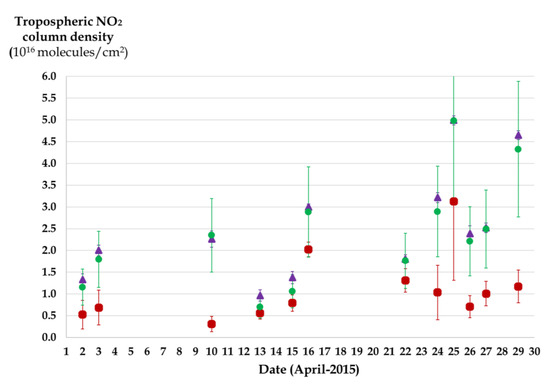 Tropospheric NO2
column density
(10¹⁶ molecules/cm²)
6.0
5.5
5.0
4.5
4.0
3.5
3.0
2.5
2.0
1.5
1.0
0.5
0.0
1 2 3 4 5 6 7 8 9 10 11 12 13 14 15 16 17 18 19 20 21 22 23 24 25 26 27 28 29 30
Date (April-2015)